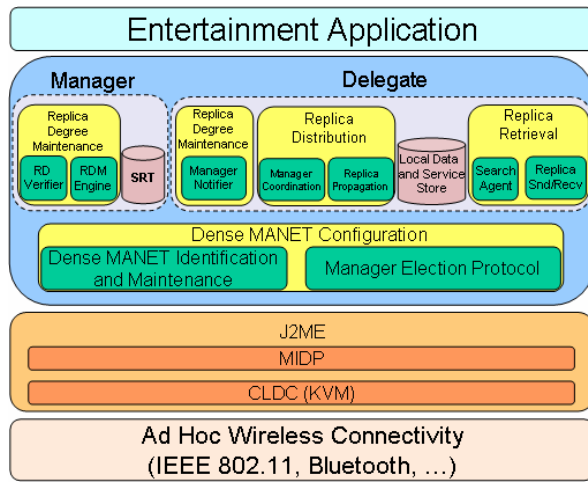 Entertainment Application
Manager
Delegate
Replica
Degree
Maintenance
RD
Verifier
RDM
Engine
SRT
Replica
Degree
Maintenance
Manager
Notifier
Replica
Distribution
Manager
Coordination
Replica
Propagation
Local Data
and Service
Store
Replica
Retrieval
Search
Agent
Replica
Snd/Recv
Dense MANET Configuration
Dense MANET Identification
and Maintenance
Manager Election Protocol
J2ME
MIDP
CLDC (KVM)
Ad Hoc Wireless Connectivity
(IEEE 802.11, Bluetooth, …)